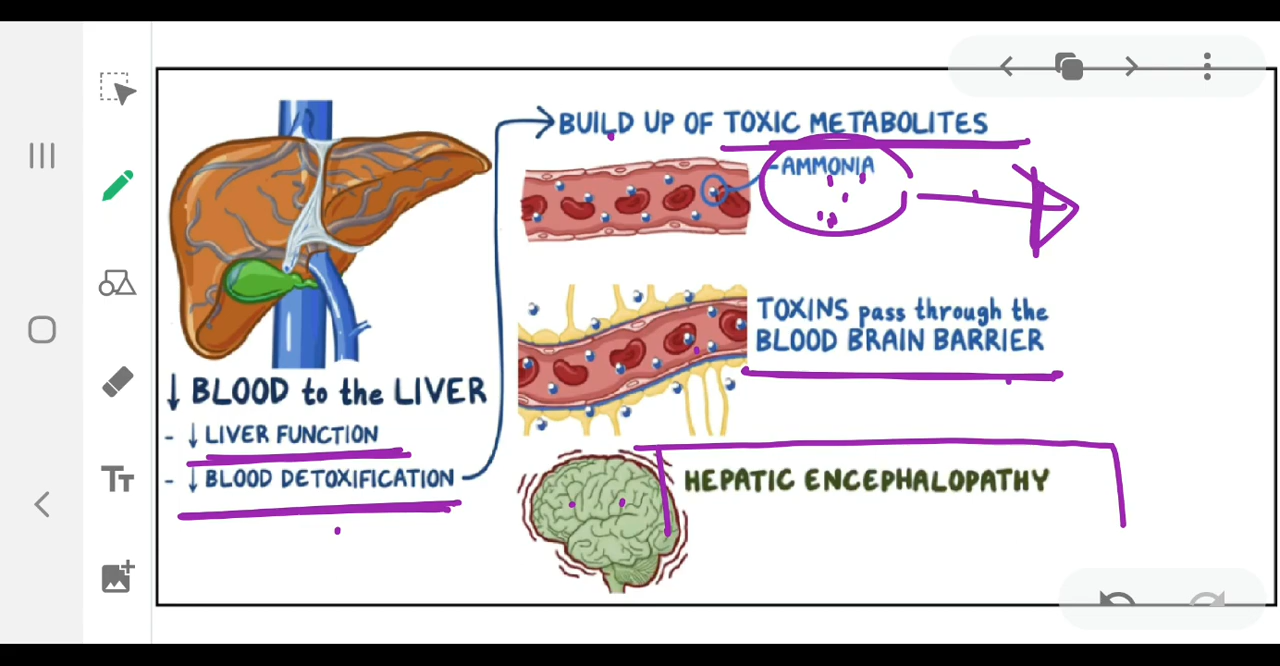 BUILD UP OF TOXIC METABOLITES
- AMMONIA
TOXINS pass through the
BLOOD BRAIN BARRIER
↓ BLOOD to the LIVER
- ↓ LIVER FUNCTION
- ↓ BLOOD DETOXIFICATION
HEPATIC ENCEPHALOPATHY
TT